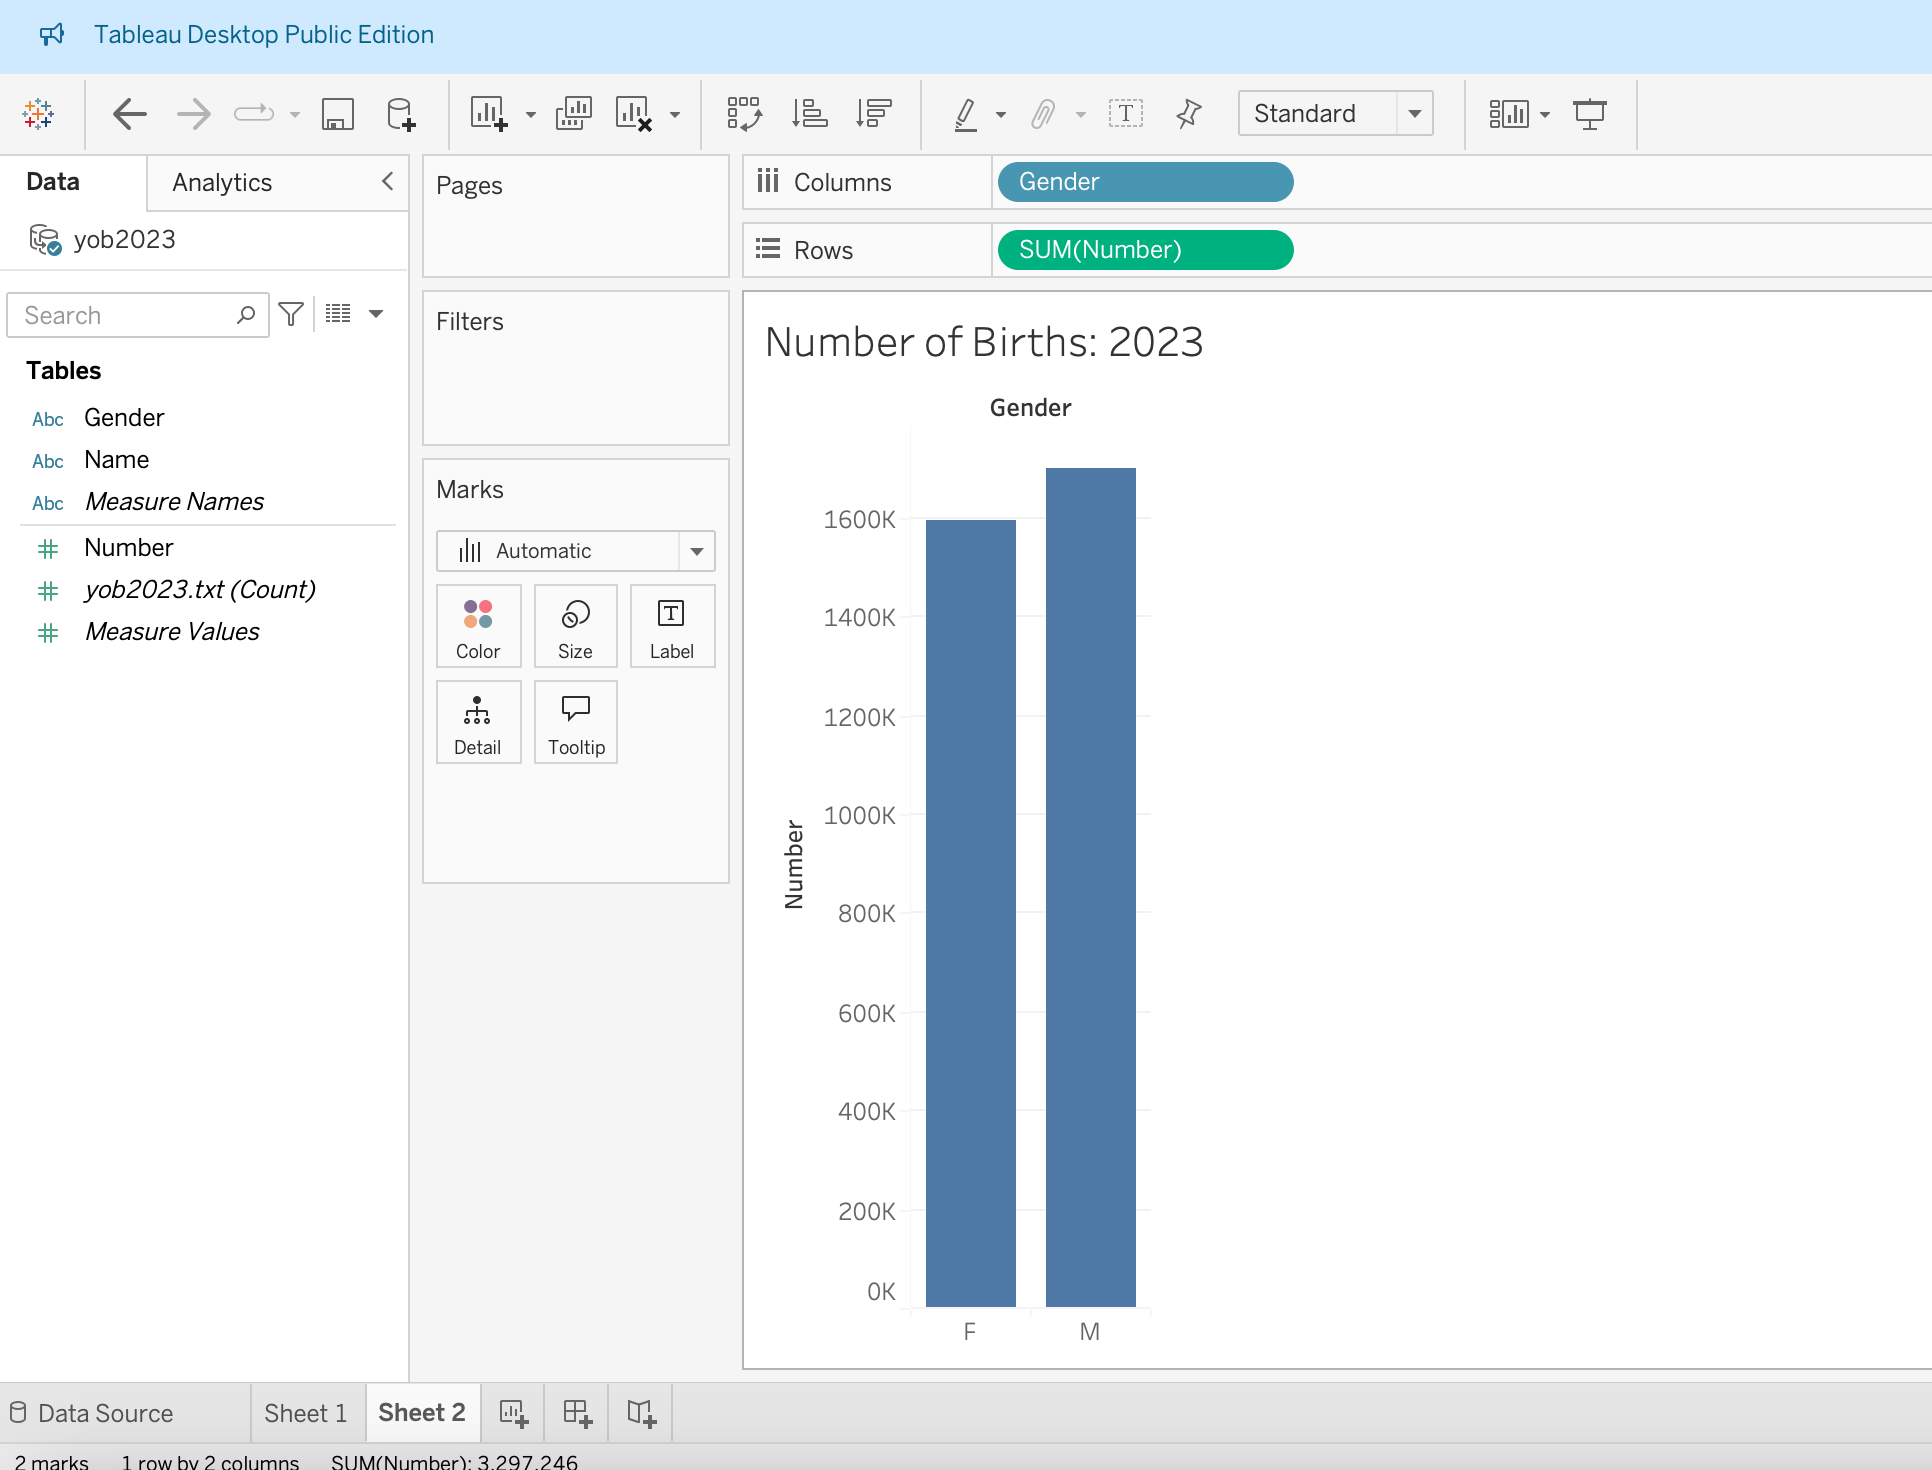 Tableau Desktop Public Edition
Standard
Data
Analytics
yob2023
Search
Tables
Abc Gender
Abc Name
Abc Measure Names
Number
yob2023.txt (Count)
Measure Values
Pages
Filters
Marks
Automatic
Color Size T Label
Detail Tooltip
Columns Gender
Rows SUM(Number)
Number of Births: 2023
Gender
Number
1600K
1400K
1200K
1000K
800K
600K
400K
200K
0K
F M
Data Source Sheet 1 Sheet 2
2 marks 1 row by 2 columns SUM(Number): 3,297,246